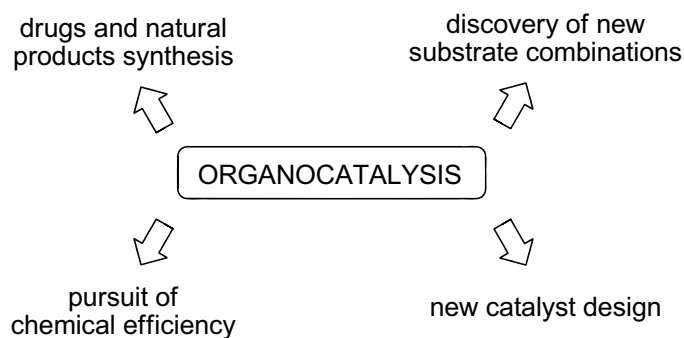 drugs and natural
products synthesis
discovery of new
substrate combinations
ORGANOCATALYSIS
pursuit of
chemical efficiency
new catalyst design